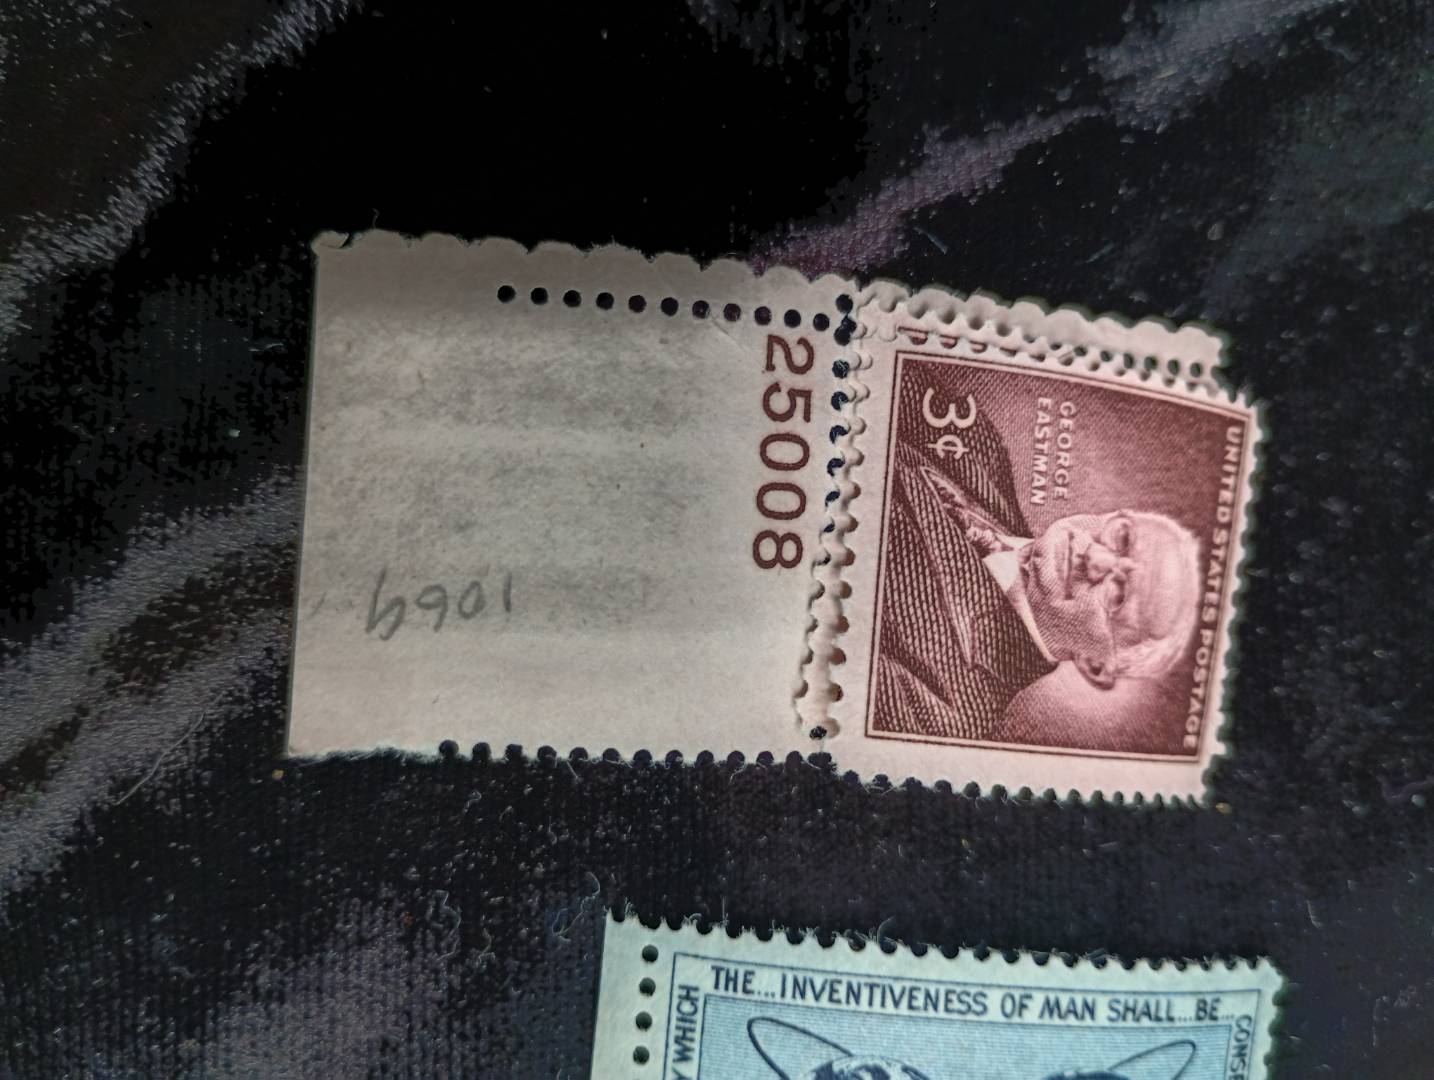 UNITED STATES POSTAGE
GEORGE
EASTMAN
3¢
25008
1064
THE...INVENTIVENESS OF MAN SHALL...BE...
WHICH